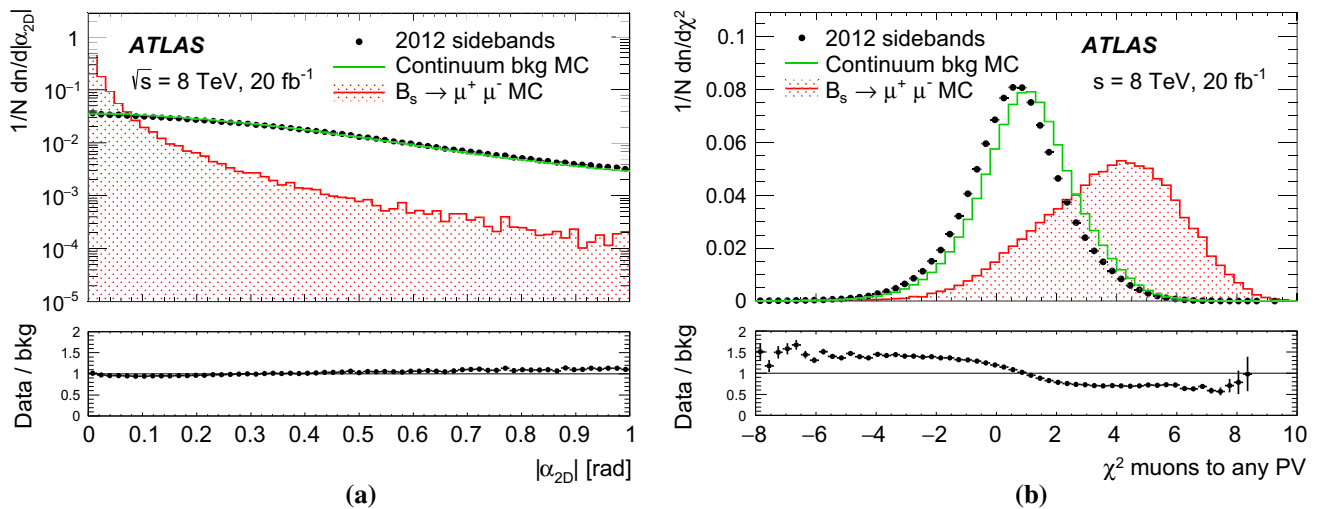 1/N dn/d|α2D|
1
10⁻¹
10⁻²
10⁻³
10⁻⁴
10⁻⁵
ATLAS
√s = 8 TeV, 20 fb⁻¹
2012 sidebands
Continuum bkg MC
Bs → μ⁺ μ⁻ MC
Data / bkg
2
1.5
1
0.5
0
0 0.1 0.2 0.3 0.4 0.5 0.6 0.7 0.8 0.9 1
|α2D| [rad]
(a)
1/N dn/dχ²
0.1
0.08
0.06
0.04
0.02
0
2012 sidebands
Continuum bkg MC
Bs → μ⁺ μ⁻ MC
ATLAS
s = 8 TeV, 20 fb⁻¹
Data / bkg
2
1.5
1
0.5
0
−8 −6 −4 −2 0 2 4 6 8 10
χ² muons to any PV
(b)